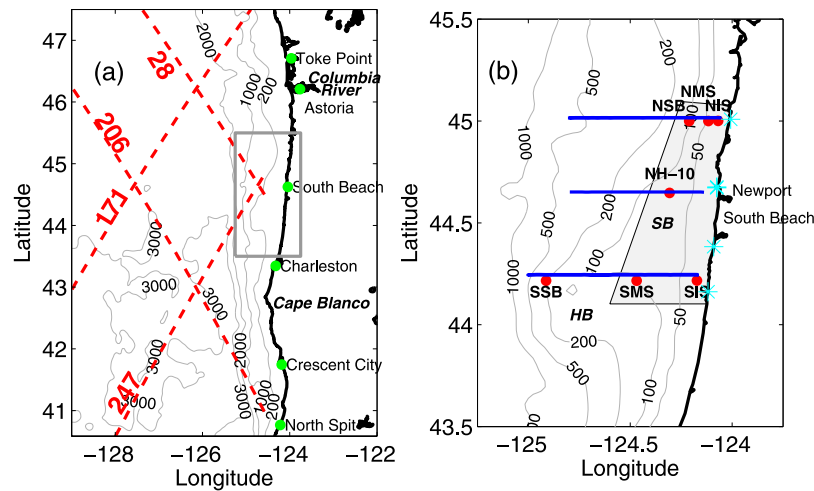 (a)
47
46
45
44
43
42
41
Latitude
−128
−126
−124
−122
Longitude
28
206
171
247
2000
1000
200
3000
3000
3000
3000
2000
3000
1000
200
3000
Toke Point
Columbia
River
Astoria
South Beach
Charleston
Cape Blanco
Crescent City
North Spit
(b)
45.5
45
44.5
44
43.5
Latitude
−125
−124.5
−124
Longitude
500
100
1000
200
NMS
NSB
NIS
100
50
500
200
NH−10
Newport
South Beach
SB
100
500
1000
SSB
SMS
SIS
HB
200
50
500
100